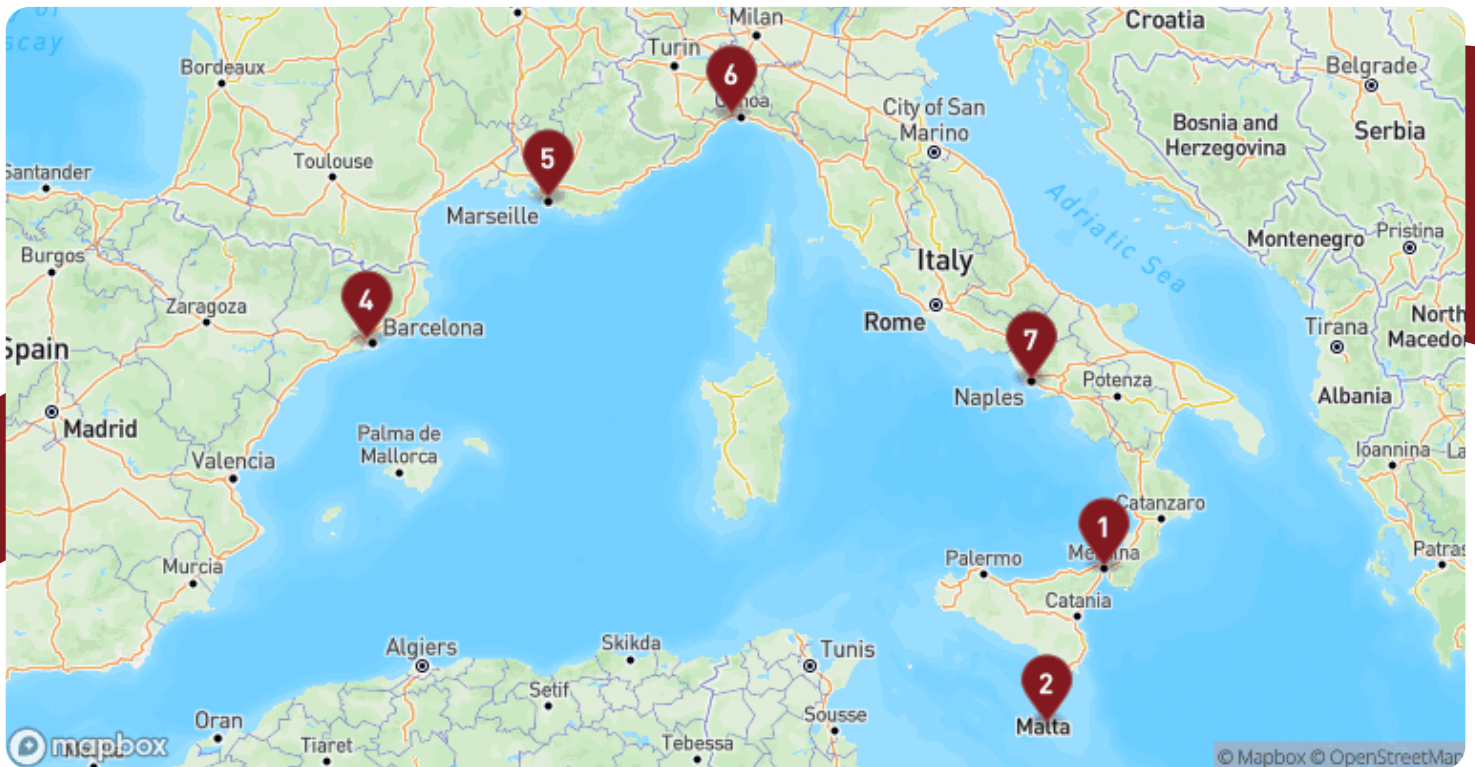 Milan
Croatia
Turin
6
Bordeaux
Belgrade
City of San
Marino
Bosnia and
Herzegovina
Serbia
5
Toulouse
Santander
Marseille
Adriatic Sea
Montenegro
Pristina
Burgos
Italy
4
Zaragoza
Barcelona
Rome
7
Tirana
North
Spain
Naples
Potenza
Albania
Madrid
Palma de
Mallorca
Valencia
Ioannina
Catanzaro
1
Palermo
Murcia
Catania
Algiers
Skikda
Tunis
2
Setif
Malta
Sousse
Oran
Tiaret
Tebessa
mapbox
© Mapbox © OpenStreetMap